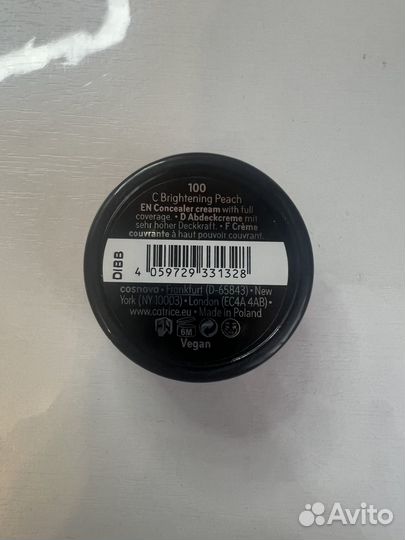 100
C Brightening Peach
EN Concealer cream with full
coverage. • D Abdeckcreme mit
sehr hoher Deckkraft. • F Crème
couvrante à haut pouvoir couvrant.
DIBB
4 059729 331328
cosnova • Frankfurt (D-65843) • New
York (NY 10003) • London (EC4A 4AB) •
www.catrice.eu • Made in Poland
6M
Vegan
Avito